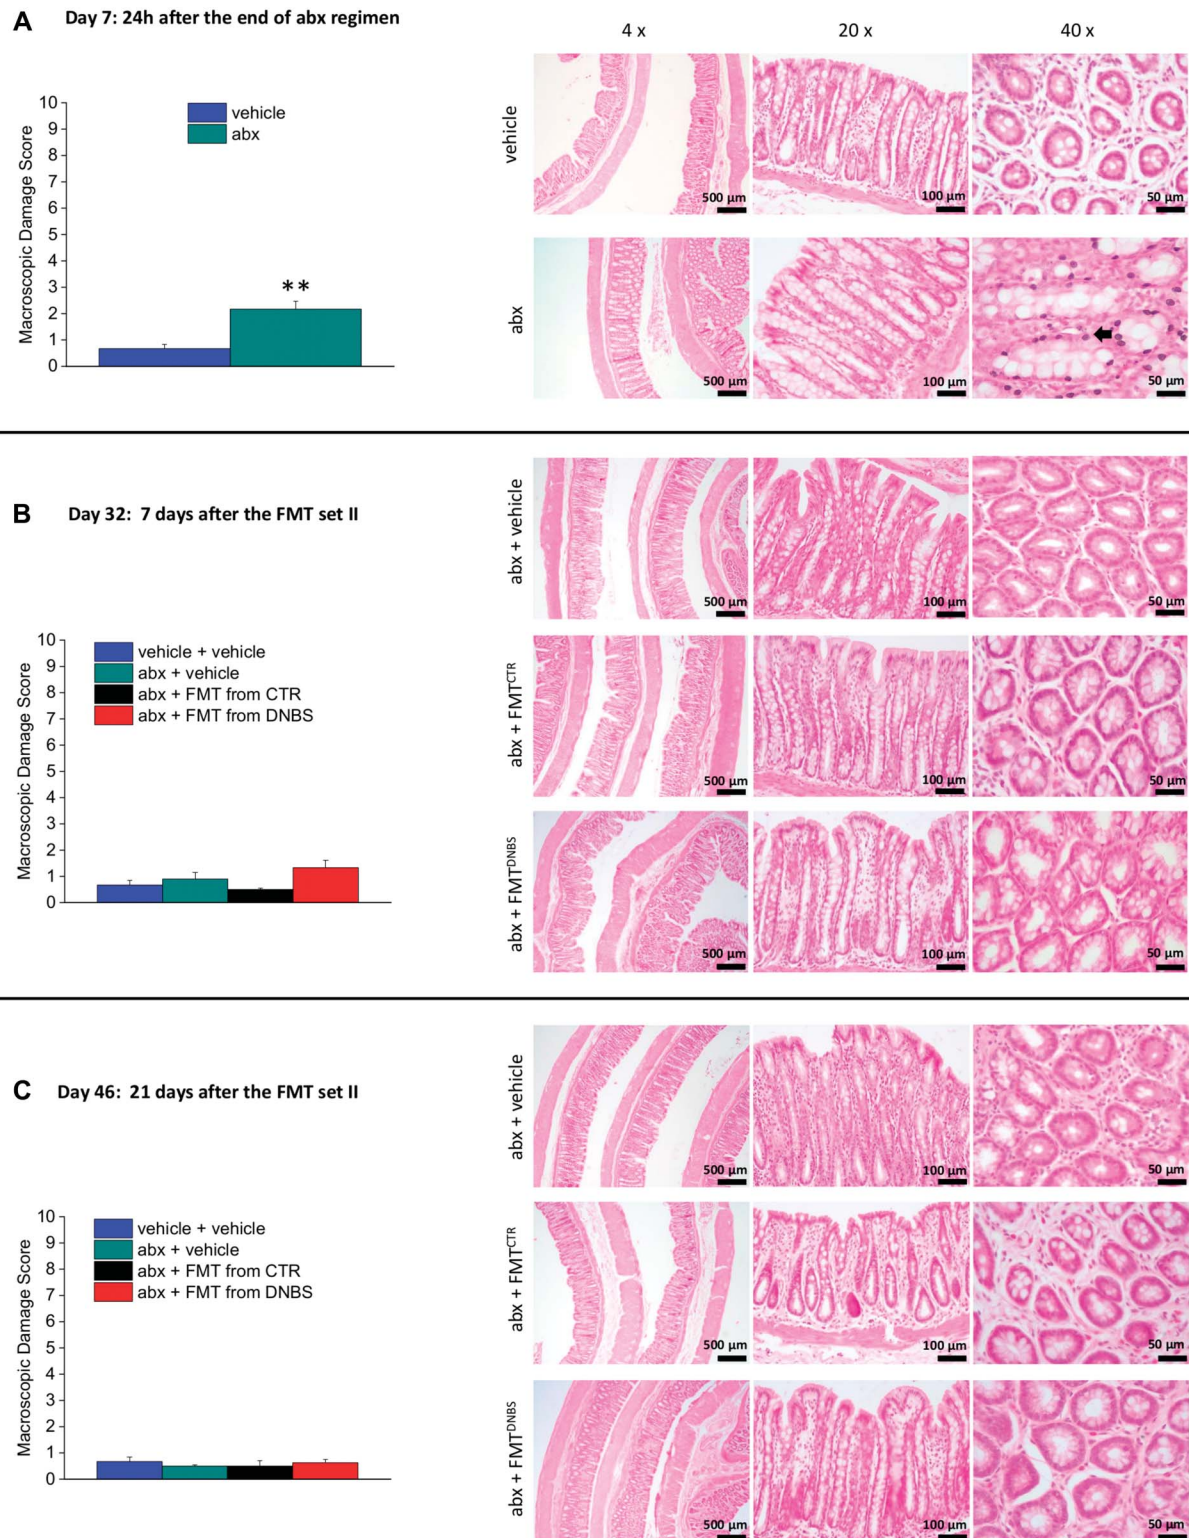 A
Day 7: 24h after the end of abx regimen
4 x
20 x
40 x
Macroscopic Damage Score
10
9
8
7
6
5
4
3
2
1
0
vehicle
abx
**
vehicle
500 µm
100 µm
50 µm
abx
500 µm
100 µm
50 µm
B
Day 32: 7 days after the FMT set II
Macroscopic Damage Score
10
9
8
7
6
5
4
3
2
1
0
vehicle + vehicle
abx + vehicle
abx + FMT from CTR
abx + FMT from DNBS
abx + vehicle
500 µm
100 µm
50 µm
abx + FMTCTR
500 µm
100 µm
50 µm
abx + FMTDNBS
500 µm
100 µm
50 µm
C
Day 46: 21 days after the FMT set II
Macroscopic Damage Score
10
9
8
7
6
5
4
3
2
1
0
vehicle + vehicle
abx + vehicle
abx + FMT from CTR
abx + FMT from DNBS
abx + vehicle
500 µm
100 µm
50 µm
abx + FMTCTR
500 µm
100 µm
50 µm
abx + FMTDNBS
500 µm
100 µm
50 µm